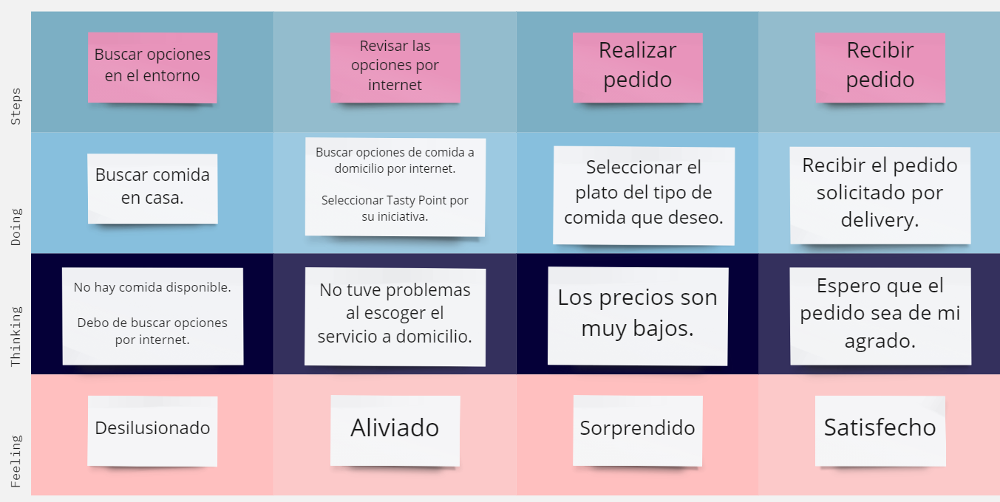 Steps
Buscar opciones
en el entorno
Revisar las
opciones por
internet
Realizar
pedido
Recibir
pedido
Doing
Buscar comida
en casa.
Buscar opciones de comida a
domicilio por internet.
Seleccionar Tasty Point por
su iniciativa.
Seleccionar el
plato del tipo de
comida que deseo.
Recibir el pedido
solicitado por
delivery.
Thinking
No hay comida disponible.
Debo de buscar opciones
por internet.
No tuve problemas
al escoger el
servicio a domicilio.
Los precios son
muy bajos.
Espero que el
pedido sea de mi
agrado.
Feeling
Desilusionado
Aliviado
Sorprendido
Satisfecho